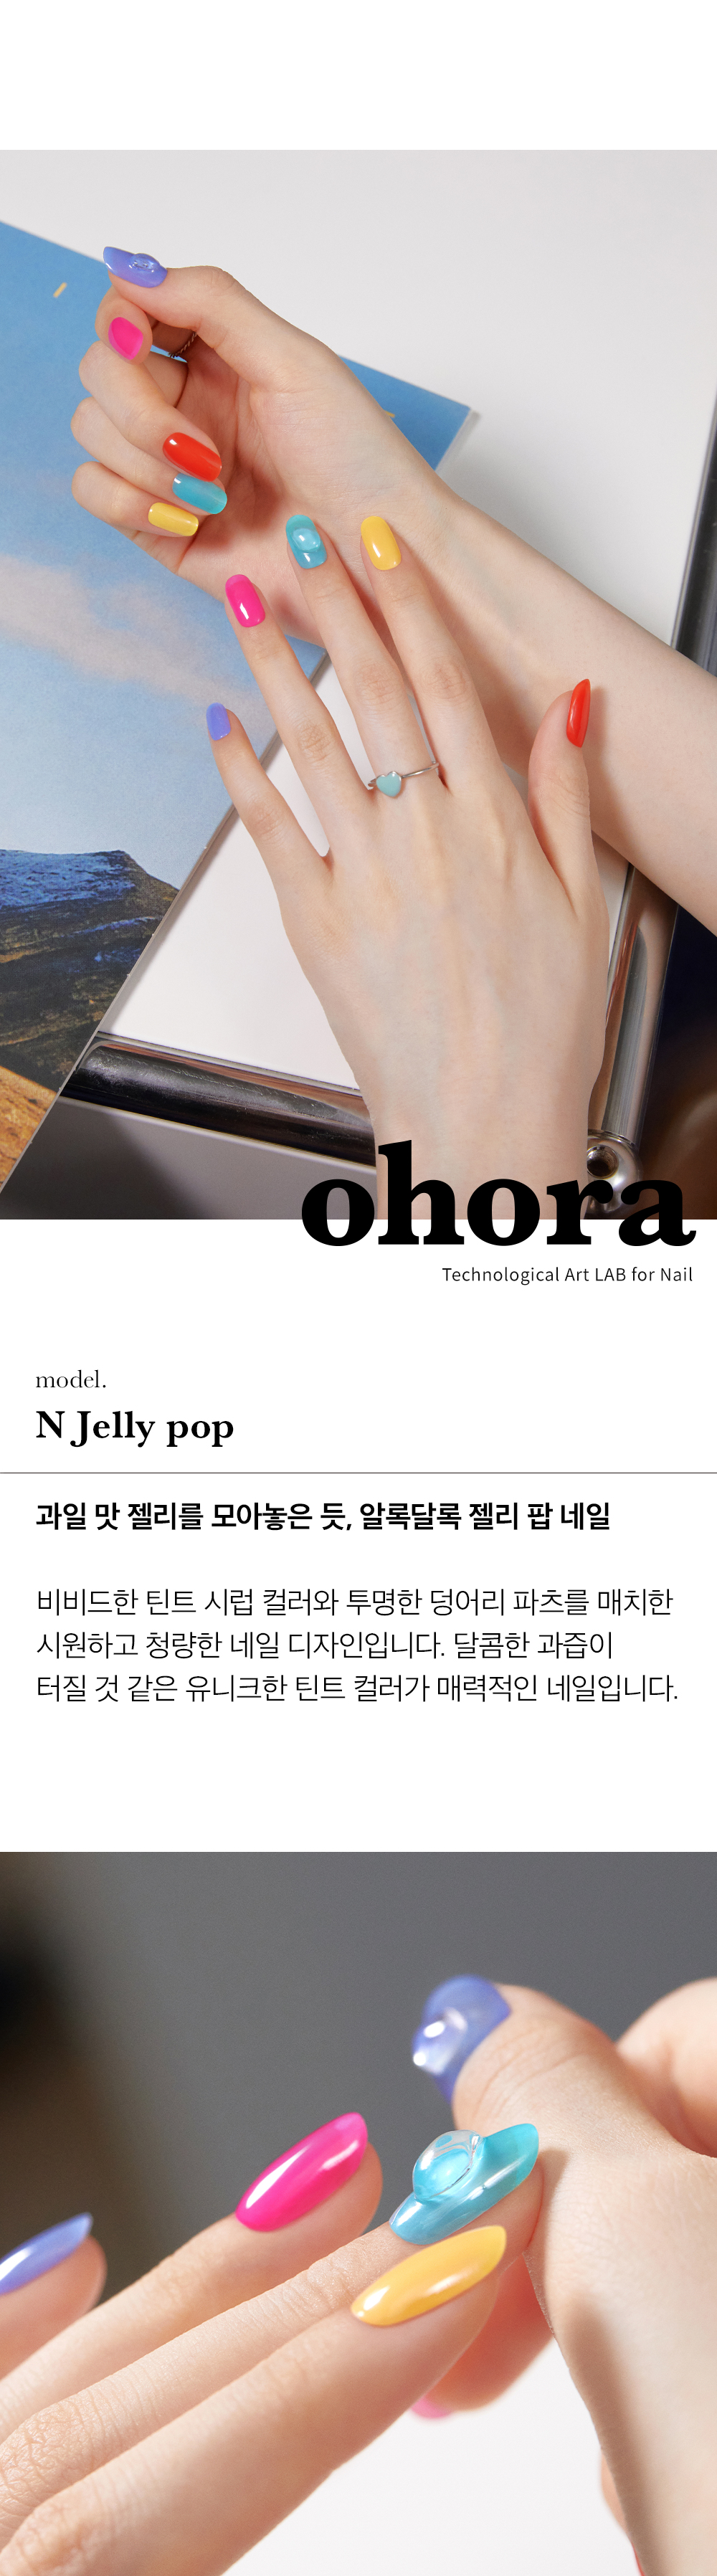 ohora
Technological Art LAB for Nail
model.
N Jelly pop
과일 맛 젤리를 모아놓은 듯, 알록달록 젤리 팝 네일
비비드한 틴트 시럽 컬러와 투명한 덩어리 파츠를 매치한
시원하고 청량한 네일 디자인입니다. 달콤한 과즙이
터질 것 같은 유니크한 틴트 컬러가 매력적인 네일입니다.